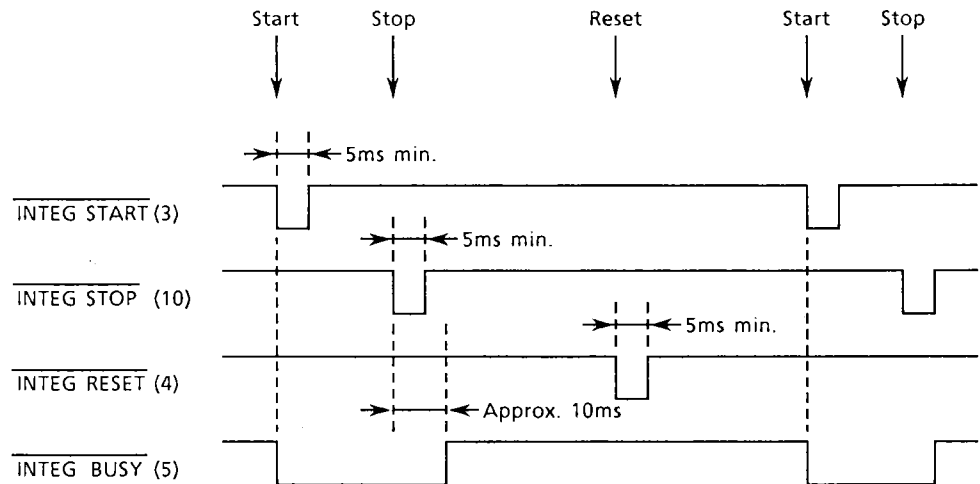 Start Stop Reset Start Stop
5ms min.
INTEG START (3)
5ms min.
INTEG STOP (10)
5ms min.
INTEG RESET (4)
Approx. 10ms
INTEG BUSY (5)